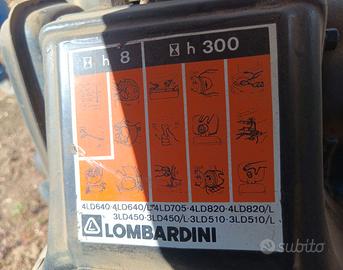 h 8
h 300
4LD640-4LD640/L-4LD705-4LD820-4LD820/L
3LD450-3LD450/L-3LD510-3LD510/L
LOMBARDINI
subito